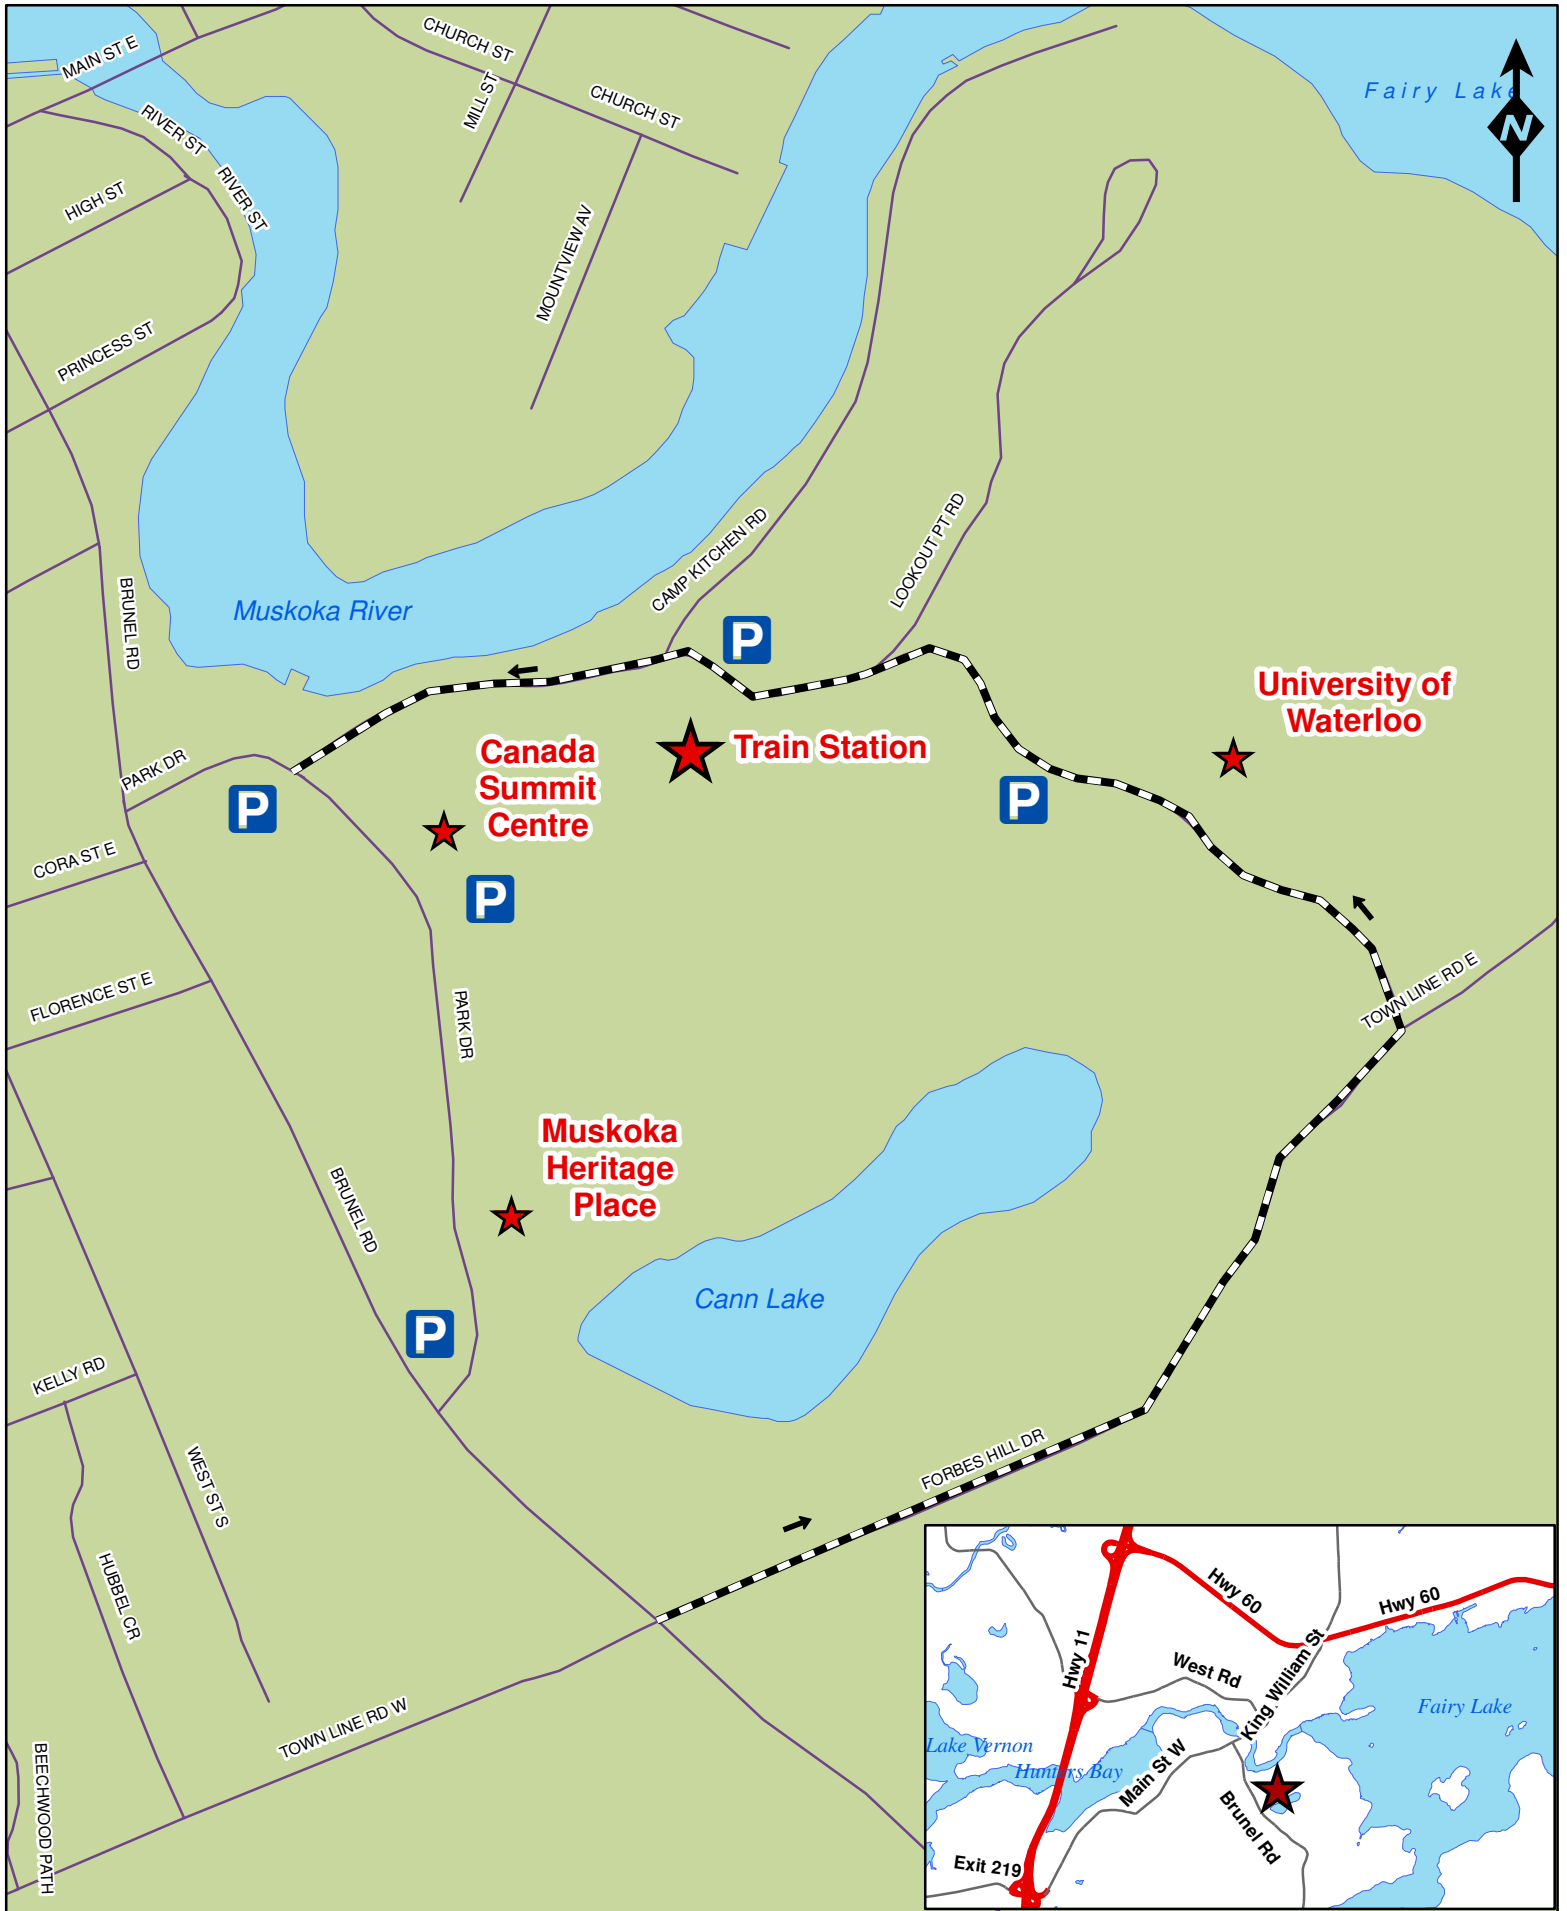 MAIN ST E
CHURCH ST
MILL ST
CHURCH ST
Fairy Lake
N
RIVER ST
RIVER ST
HIGH ST
MOUNTVIEW AV
PRINCESS ST
BRUNEL RD
Muskoka River
CAMP KITCHEN RD
LOOKOUT PT RD
P
University of
Waterloo
PARK DR
P
Canada
Summit
Centre
Train Station
P
P
CORA ST E
FLORENCE ST E
PARK DR
TOWN LINE RD E
Muskoka
Heritage
Place
BRUNEL RD
Cann Lake
P
KELLY RD
WEST ST S
FORBES HILL DR
HUBBEL CR
TOWN LINE RD W
BEECHWOOD PATH
Hwy 60
Hwy 60
Hwy 11
West Rd
King William St
Fairy Lake
Lake Vernon
Hunters Bay
Main St W
Brunel Rd
Exit 219